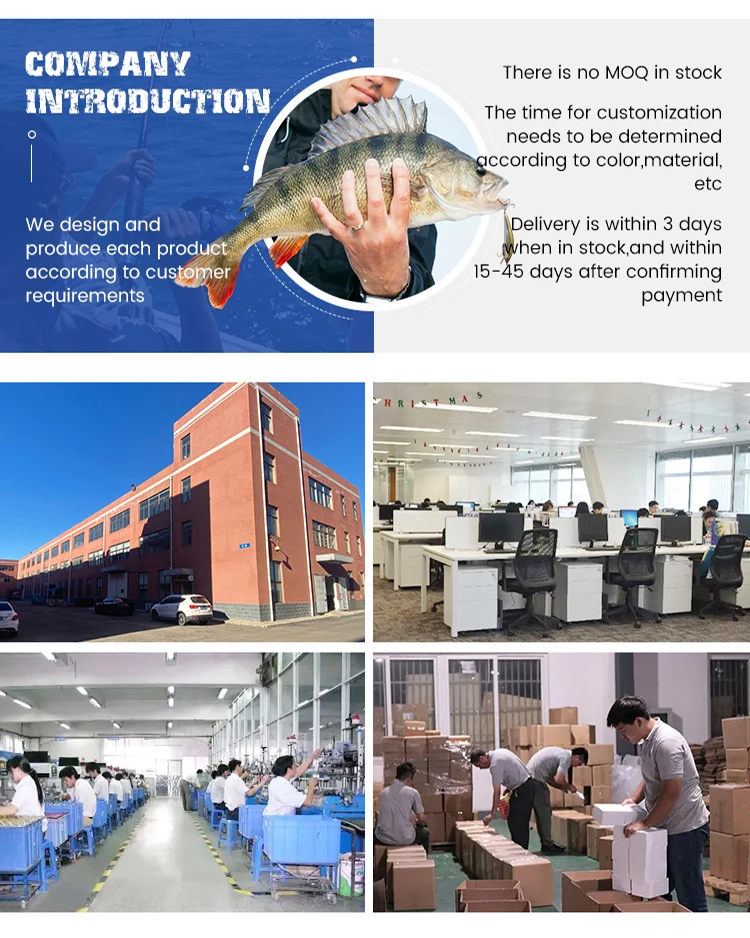 COMPANY
INTRODUCTION
We design and
produce each product
according to customer
requirements
There is no MOQ in stock
The time for customization
needs to be determined
according to color,material,
etc
Delivery is within 3 days
when in stock,and within
15-45 days after confirming
payment
HRISTMAS